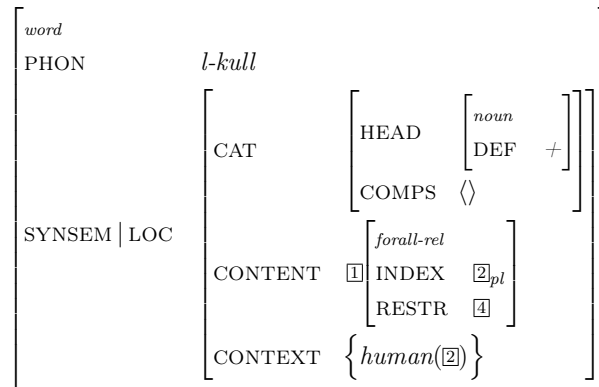 word
PHON l-kull
SYNSEM | LOC
CAT
HEAD
noun
DEF +
COMPS ⟨⟩
CONTENT 1
forall-rel
INDEX 2pl
RESTR 4
CONTEXT {human(2)}